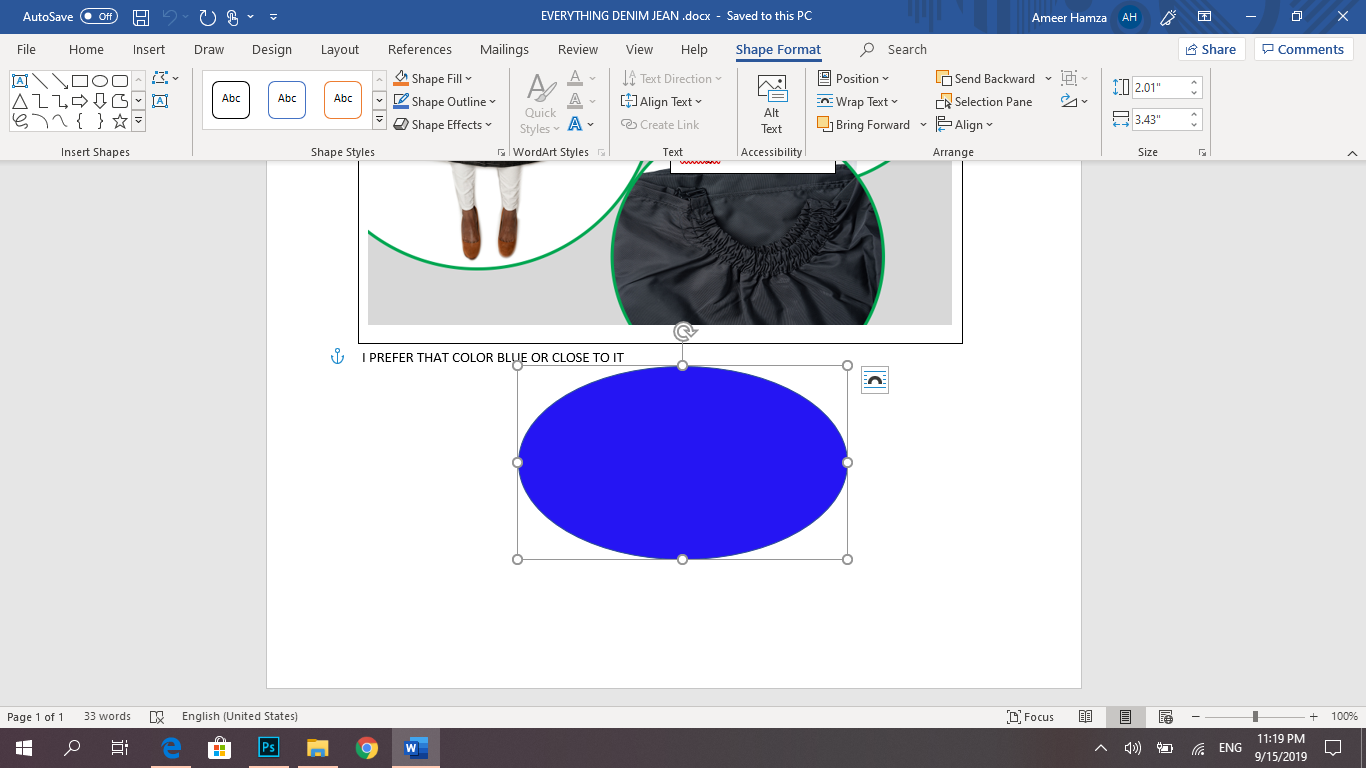 AutoSave Off EVERYTHING DENIM JEAN .docx - Saved to this PC Ameer Hamza AH
File Home Insert Draw Design Layout References Mailings Review View Help Shape Format Search Share Comments
Abc Abc Abc
Shape Fill
Shape Outline
Shape Effects
Quick
Styles
A
A
A
Text Direction
Align Text
Create Link
Alt
Text
Position
Wrap Text
Bring Forward
Send Backward
Selection Pane
Align
2.01"
3.43"
Insert Shapes Shape Styles WordArt Styles Text Accessibility Arrange Size
I PREFER THAT COLOR BLUE OR CLOSE TO IT
Page 1 of 1 33 words English (United States) Focus 100%
Ps W ENG 11:19 PM
9/15/2019